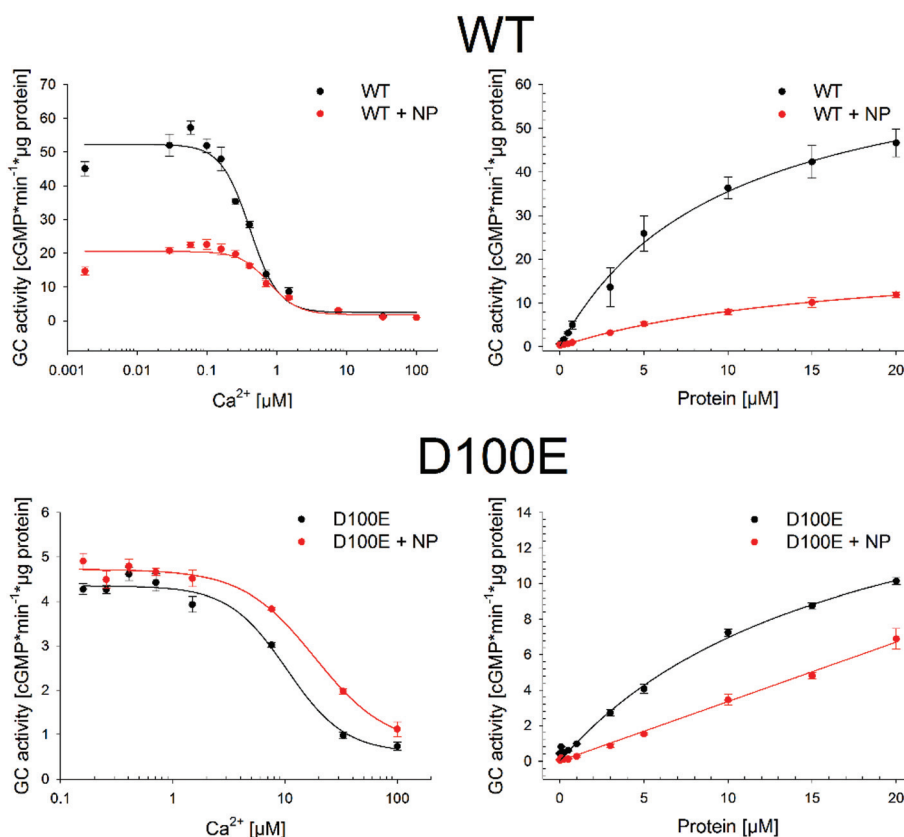 WT
WT
WT + NP
GC activity [cGMP*min⁻¹*µg protein]
70
60
50
40
30
20
10
0
0.001
0.1
10
1000
Ca²⁺ [µM]
WT
WT + NP
GC activity [cGMP*min⁻¹*µg protein]
60
50
40
30
20
10
0
0
5
10
15
20
Protein [µM]
D100E
D100E
D100E + NP
GC activity [cGMP*min⁻¹*µg protein]
6
5
4
3
2
1
0
0.1
1
10
100
Ca²⁺ [µM]
D100E
D100E + NP
GC activity [cGMP*min⁻¹*µg protein]
14
12
10
8
6
4
2
0
0
5
10
15
20
Protein [µM]